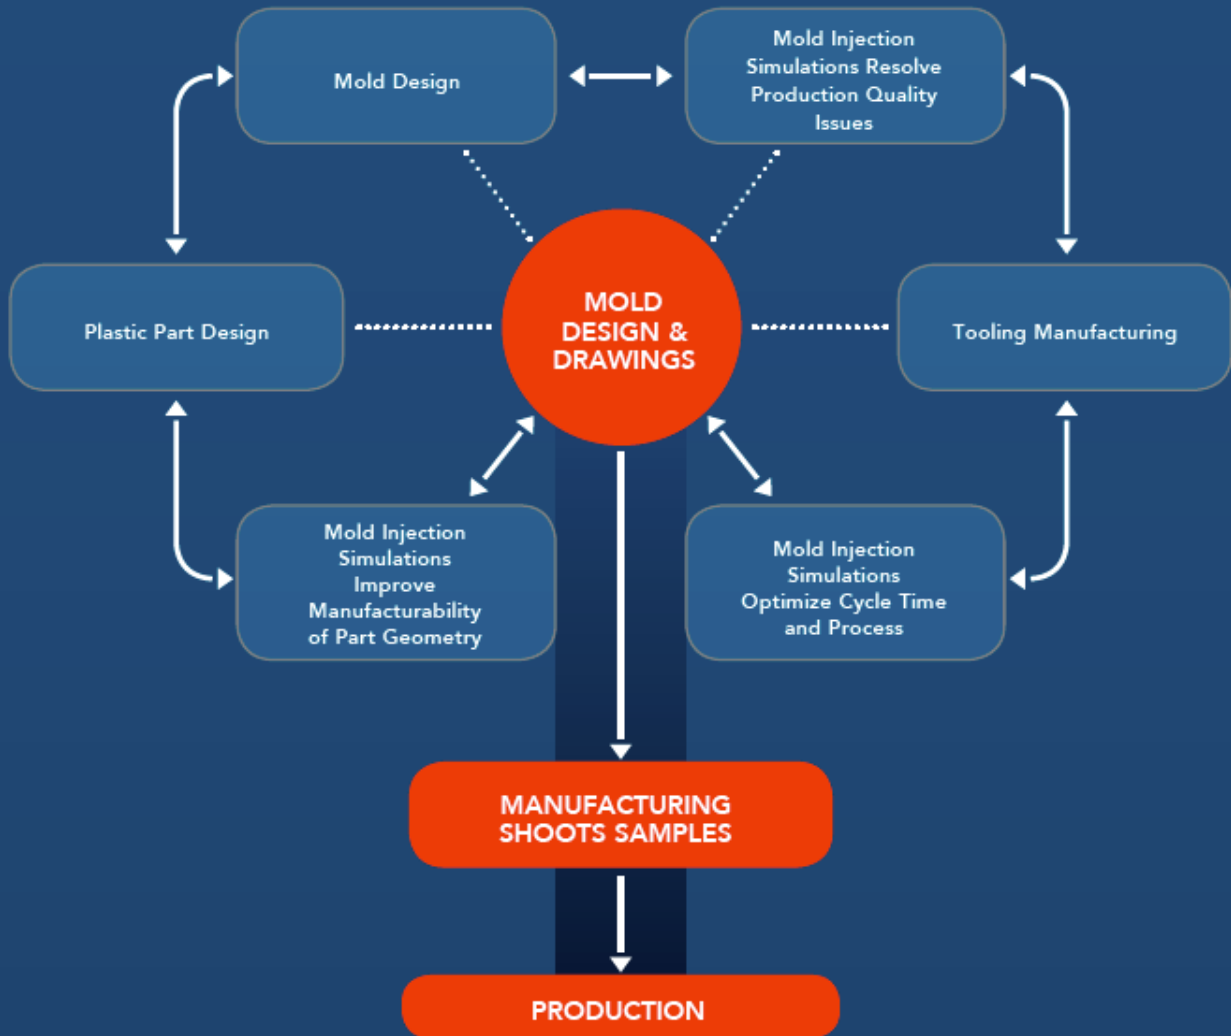 Mold Design
Mold Injection
Simulations Resolve
Production Quality
Issues
Plastic Part Design
MOLD
DESIGN &
DRAWINGS
Tooling Manufacturing
Mold Injection
Simulations
Improve
Manufacturability
of Part Geometry
Mold Injection
Simulations
Optimize Cycle Time
and Process
MANUFACTURING
SHOOTS SAMPLES
PRODUCTION